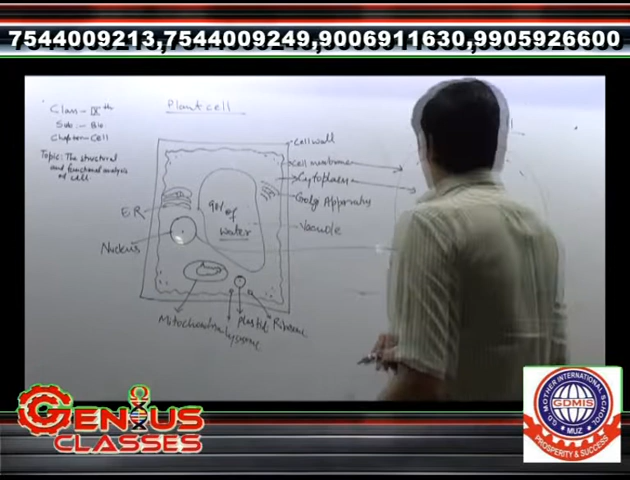 7544009213,7544009249,9006911630,9905926600
Class- IXth
Sub:- Bio
Chapter- Cell
Topic: The structural
and functional analysis
of cell
Plant cell
cell wall
cell membrane
Cytoplasm
Golgi Apparatus
Vacuole
90% of
water
ER
Nucleus
Mitochondria
lysosome
plastid
Ribosome
GENIUS
CLASSES
G.D. MOTHER INTERNATIONAL SCHOOL
GDMIS
MUZ
PROSPERITY & SUCCESS